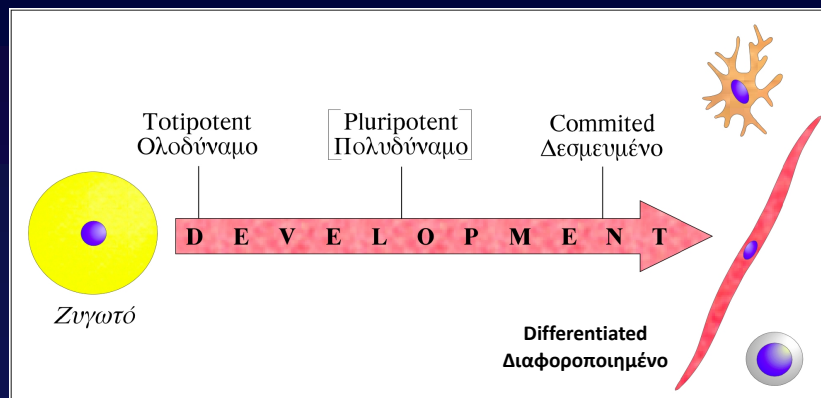 Totipotent
Ολοδύναμο
[Pluripotent
Πολυδύναμο]
Commited
Δεσμευμένο
D E V E L O P M E N T
Ζυγωτό
Differentiated
Διαφοροποιημένο